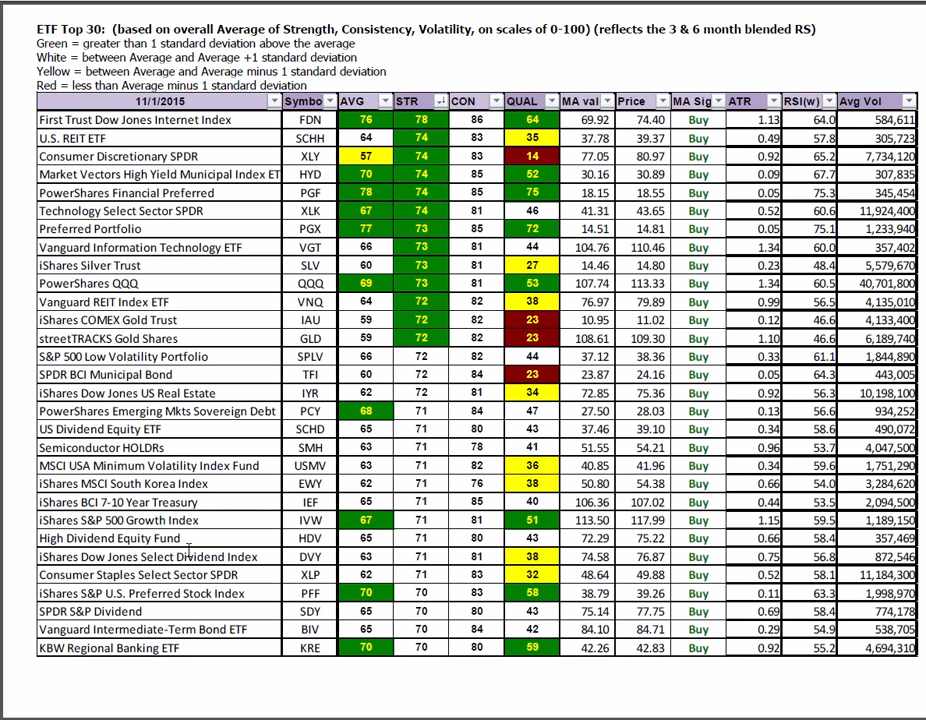 ETF Top 30:  (based on overall Average of Strength, Consistency, Volatility, on scales of 0-100) (reflects the 3 & 6 month blended RS)
Green = greater than 1 standard deviation above the average
White = between Average and Average +1 standard deviation
Yellow = between Average and Average minus 1 standard deviation
Red = less than Average minus 1 standard deviation
11/1/2015 Symbo AVG STR CON QUAL MA val Price MA Sig ATR RSI(w) Avg Vol
First Trust Dow Jones Internet Index FDN 76 78 86 64 69.92 74.40 Buy 1.13 64.0 584,611
U.S. REIT ETF SCHH 64 74 83 35 37.78 39.37 Buy 0.49 57.8 305,723
Consumer Discretionary SPDR XLY 57 74 83 14 77.05 80.97 Buy 0.92 65.2 7,734,120
Market Vectors High Yield Municipal Index ET HYD 70 74 85 52 30.16 30.89 Buy 0.09 67.7 307,835
PowerShares Financial Preferred PGF 78 74 85 75 18.15 18.55 Buy 0.05 75.3 345,454
Technology Select Sector SPDR XLK 67 74 81 46 41.31 43.65 Buy 0.52 60.6 11,924,400
Preferred Portfolio PGX 77 73 85 72 14.51 14.81 Buy 0.05 75.1 1,233,940
Vanguard Information Technology ETF VGT 66 73 81 44 104.76 110.46 Buy 1.34 60.0 357,402
iShares Silver Trust SLV 60 73 81 27 14.46 14.80 Buy 0.23 48.4 5,579,670
PowerShares QQQ QQQ 69 73 81 53 107.74 113.33 Buy 1.34 60.5 40,701,800
Vanguard REIT Index ETF VNQ 64 72 82 38 76.97 79.89 Buy 0.99 56.5 4,135,010
iShares COMEX Gold Trust IAU 59 72 82 23 10.95 11.02 Buy 0.12 46.6 4,133,400
streetTRACKS Gold Shares GLD 59 72 82 23 108.61 109.30 Buy 1.10 46.6 6,189,740
S&P 500 Low Volatility Portfolio SPLV 66 72 82 44 37.12 38.36 Buy 0.33 61.1 1,844,890
SPDR BCI Municipal Bond TFI 60 72 84 23 23.87 24.16 Buy 0.05 64.3 443,005
iShares Dow Jones US Real Estate IYR 62 72 81 34 72.85 75.36 Buy 0.92 56.3 10,198,100
PowerShares Emerging Mkts Sovereign Debt PCY 68 71 84 47 27.50 28.03 Buy 0.13 56.6 934,252
US Dividend Equity ETF SCHD 65 71 80 43 37.46 39.10 Buy 0.34 58.6 490,072
Semiconductor HOLDRs SMH 63 71 78 41 51.55 54.21 Buy 0.96 53.7 4,047,500
MSCI USA Minimum Volatility Index Fund USMV 63 71 82 36 40.85 41.96 Buy 0.34 59.6 1,751,290
iShares MSCI South Korea Index EWY 62 71 76 38 50.80 54.38 Buy 0.66 54.0 3,284,620
iShares BCI 7-10 Year Treasury IEF 65 71 85 40 106.36 107.02 Buy 0.44 53.5 2,094,500
iShares S&P 500 Growth Index IVW 67 71 81 51 113.50 117.99 Buy 1.15 59.5 1,189,150
High Dividend Equity Fund HDV 65 71 80 43 72.29 75.22 Buy 0.66 58.4 357,469
iShares Dow Jones Select Dividend Index DVY 63 71 81 38 74.58 76.87 Buy 0.75 56.8 872,546
Consumer Staples Select Sector SPDR XLP 62 71 83 32 48.64 49.88 Buy 0.52 58.1 11,184,300
iShares S&P U.S. Preferred Stock Index PFF 70 70 83 58 38.79 39.26 Buy 0.11 63.3 1,998,970
SPDR S&P Dividend SDY 65 70 80 43 75.14 77.75 Buy 0.69 58.4 774,178
Vanguard Intermediate-Term Bond ETF BIV 65 70 84 42 84.10 84.71 Buy 0.29 54.9 538,705
KBW Regional Banking ETF KRE 70 70 80 59 42.26 42.83 Buy 0.92 55.2 4,694,310